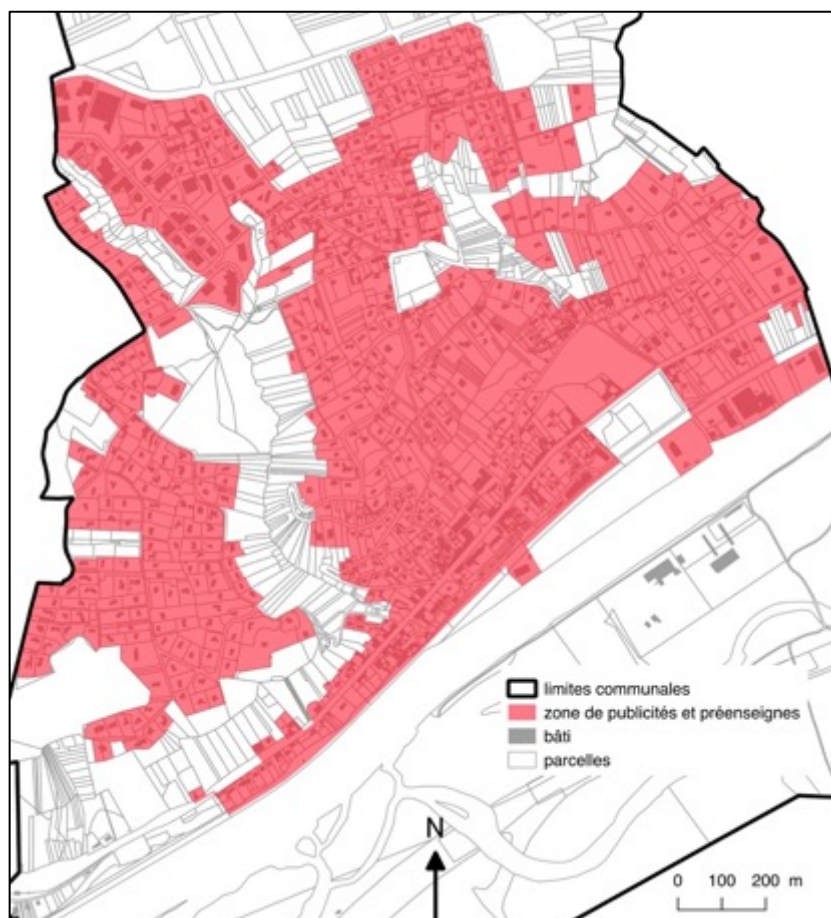 limites communales
zone de publicités et préenseignes
bâti
parcelles
N
0 100 200 m